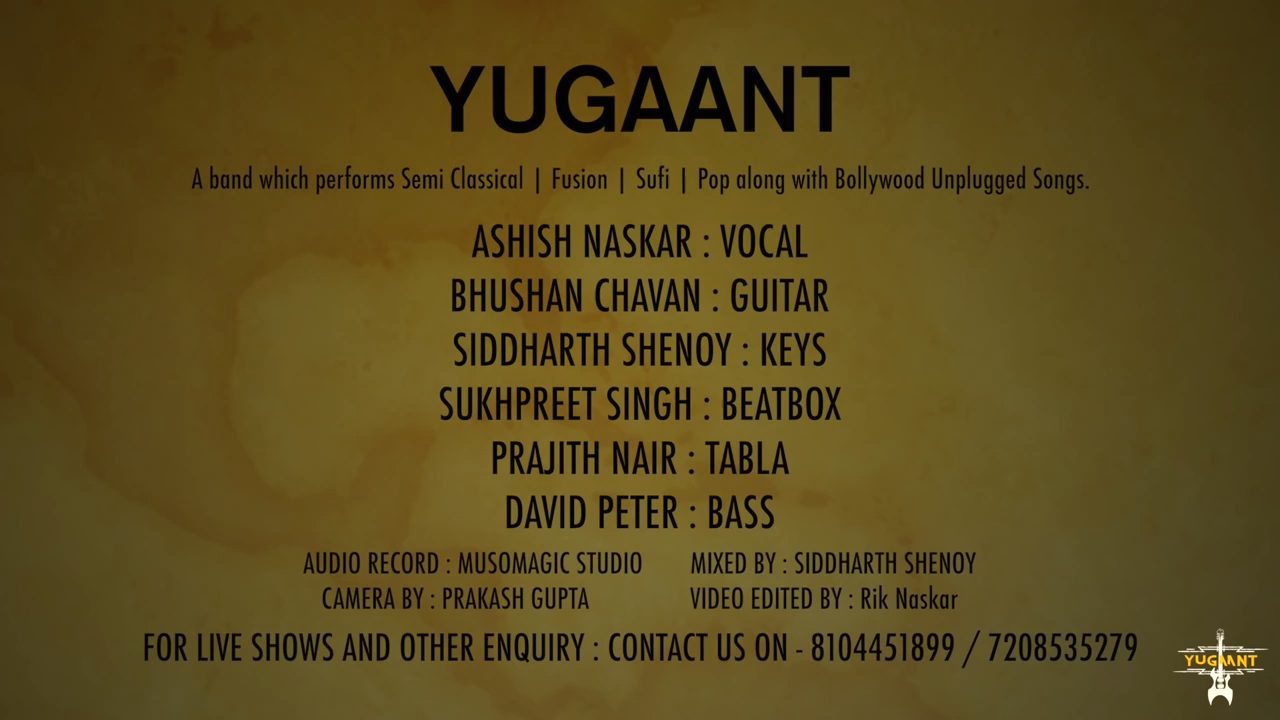 YUGAANT
A band which performs Semi Classical | Fusion | Sufi | Pop along with Bollywood Unplugged Songs.
ASHISH NASKAR : VOCAL
BHUSHAN CHAVAN : GUITAR
SIDDHARTH SHENOY : KEYS
SUKHPREET SINGH : BEATBOX
PRAJITH NAIR : TABLA
DAVID PETER : BASS
AUDIO RECORD : MUSOMAGIC STUDIO MIXED BY : SIDDHARTH SHENOY
CAMERA BY : PRAKASH GUPTA VIDEO EDITED BY : Rik Naskar
FOR LIVE SHOWS AND OTHER ENQUIRY : CONTACT US ON - 8104451899 / 7208535279
YUGAANT